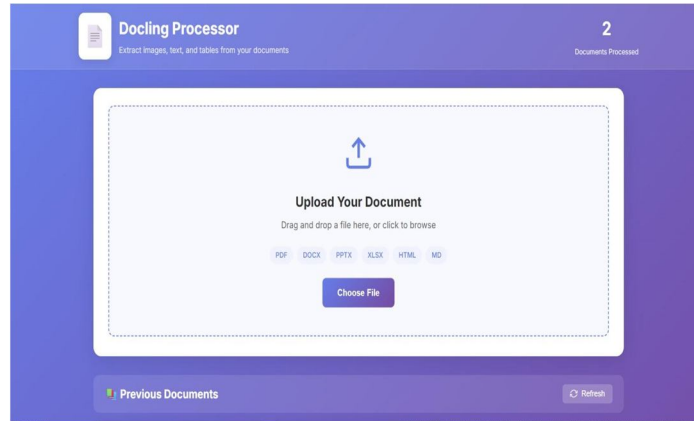 Docling Processor
Extract images, text, and tables from your documents
2
Documents Processed
Upload Your Document
Drag and drop a file here, or click to browse
PDF DOCX PPTX XLSX HTML MD
Choose File
Previous Documents
Refresh